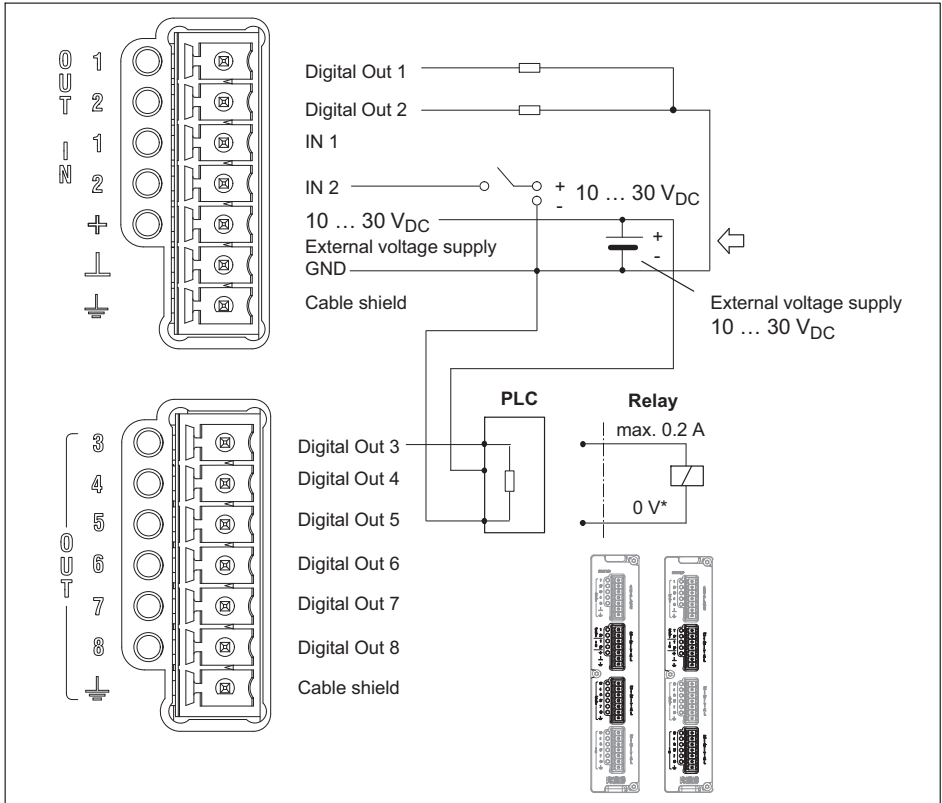 OUT
1
2
IN
1
2
+
Digital Out 1
Digital Out 2
IN 1
IN 2
+
-
10 … 30 VDC
10 … 30 VDC
External voltage supply
GND
Cable shield
+
-
External voltage supply
10 … 30 VDC
OUT
3
4
5
6
7
8
Digital Out 3
Digital Out 4
Digital Out 5
Digital Out 6
Digital Out 7
Digital Out 8
Cable shield
PLC
Relay
max. 0.2 A
0 V*